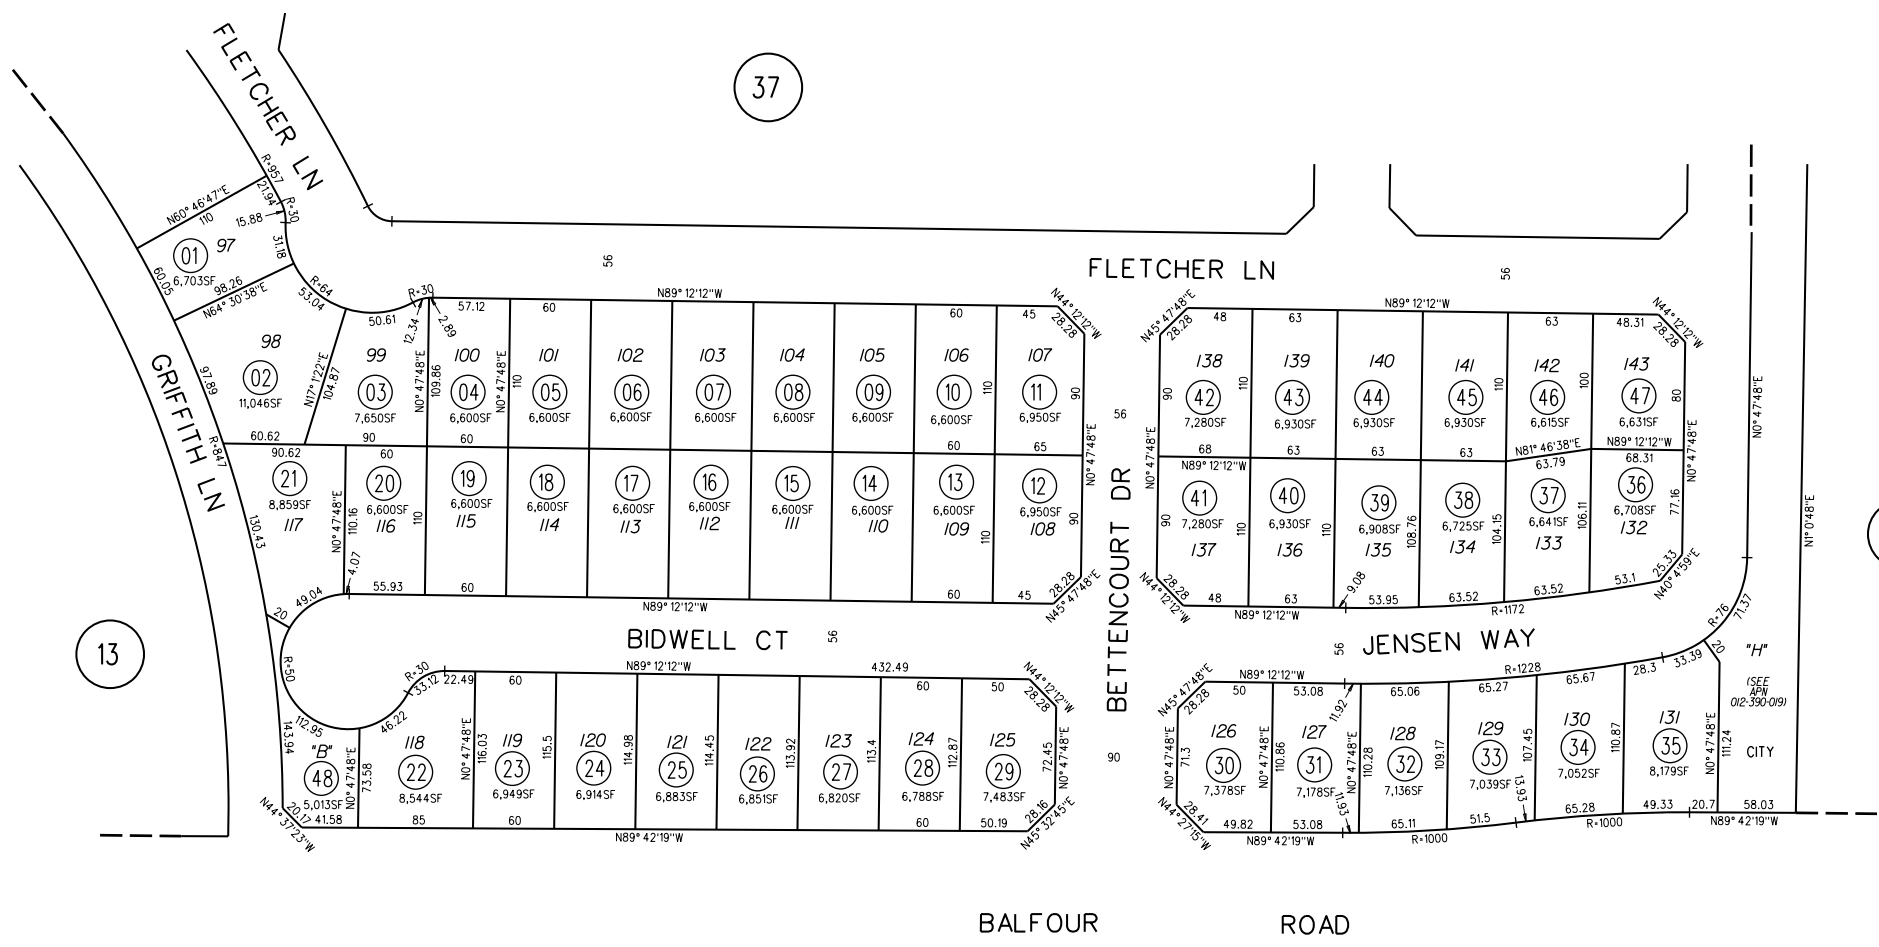 37
FLETCHER LN
R=957
21.94
R=30
N60°46'47"E
110
15.88
97
01
6,703SF
31.18
60.05
98.26
N64°30'38"E
R=64
53.04
50.61
R=30
12.34
2.89
56
FLETCHER LN
56
57.12
60
N89°12'12"W
60
45
N44°12'12"W
28.28
N45°47'48"E
28.28
48
63
N89°12'12"W
63
48.31
N44°12'12"W
28.28
98
02
11,046SF
97.89
N17°1'22"E
104.87
99
03
7,650SF
N0°47'48"E
109.86
100
04
6,600SF
N0°47'48"E
110
101
05
6,600SF
102
06
6,600SF
103
07
6,600SF
104
08
6,600SF
105
09
6,600SF
106
10
6,600SF
110
107
11
6,950SF
90
56
90
138
42
7,280SF
110
139
43
6,930SF
140
44
6,930SF
141
45
6,930SF
110
142
46
6,615SF
100
143
47
6,631SF
80
N0°47'48"E
GRIFFITH LN
R=847
60.62
90
60
60
65
68
63
63
63
N81°46'38"E
63.79
N89°12'12"W
68.31
90.62
60
N89°12'12"W
N0°47'48"E
N0°47'48"E
N0°47'48"E
21
8,859SF
117
130.43
N0°47'48"E
110.16
20
6,600SF
116
110
19
6,600SF
115
18
6,600SF
114
17
6,600SF
113
16
6,600SF
112
15
6,600SF
111
14
6,600SF
110
13
6,600SF
109
110
12
6,950SF
108
90
BETTENCOURT DR
90
41
7,280SF
137
110
40
6,930SF
136
110
39
6,908SF
135
108.76
38
6,725SF
134
104.15
37
6,641SF
133
106.11
36
6,708SF
132
77.16
N1°0'48"E
25.33
N40°4'59"E
4.07
49.04
20
55.93
60
N89°12'12"W
60
45
28.28
N45°47'48"E
28.28
N44°12'12"W
48
63
N89°12'12"W
9.08
53.95
63.52
R=1172
63.52
53.1
R=76
71.37
13
BIDWELL CT
56
56
JENSEN WAY
R=50
R=30
33.12
22.49
60
N89°12'12"W
432.49
60
50
N44°12'12"W
28.28
N45°47'48"E
28.28
50
N89°12'12"W
53.08
11.92
65.06
R=1228
65.27
65.67
28.3
33.39
20
"H"
(SEE
APN
012-390-019)
CITY
112.95
46.22
143.94
"B"
48
5,013SF
N0°47'48"E
73.58
118
22
8,544SF
N0°47'48"E
116.03
119
23
6,949SF
115.5
120
24
6,914SF
114.98
121
25
6,883SF
114.45
122
26
6,851SF
113.92
123
27
6,820SF
113.4
124
28
6,788SF
112.87
125
29
7,483SF
72.45
N0°47'48"E
90
N0°47'48"E
71.3
126
30
7,378SF
N0°47'48"E
110.86
127
31
7,178SF
N0°47'48"E
110.28
128
32
7,136SF
109.17
129
33
7,039SF
107.45
13.93
130
34
7,052SF
110.87
131
35
8,179SF
N0°47'48"E
111.24
20.17
N44°37'23"W
41.58
85
60
N89°42'19"W
60
50.19
28.16
N45°32'45"E
28.41
N44°27'15"W
49.82
53.08
N89°42'19"W
11.93
65.11
R=1000
51.5
65.28
R=1000
49.33
20.7
58.03
N89°42'19"W
BALFOUR ROAD